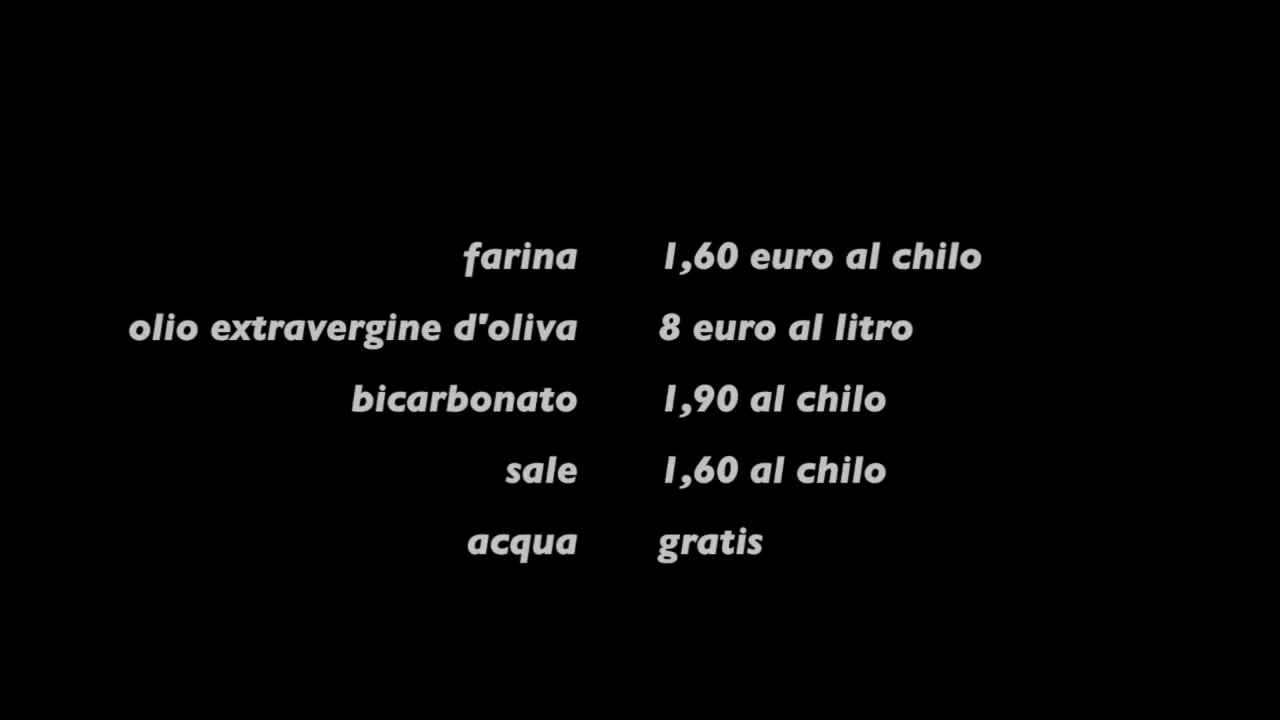 farina 1,60 euro al chilo
olio extravergine d'oliva 8 euro al litro
bicarbonato 1,90 al chilo
sale 1,60 al chilo
acqua gratis